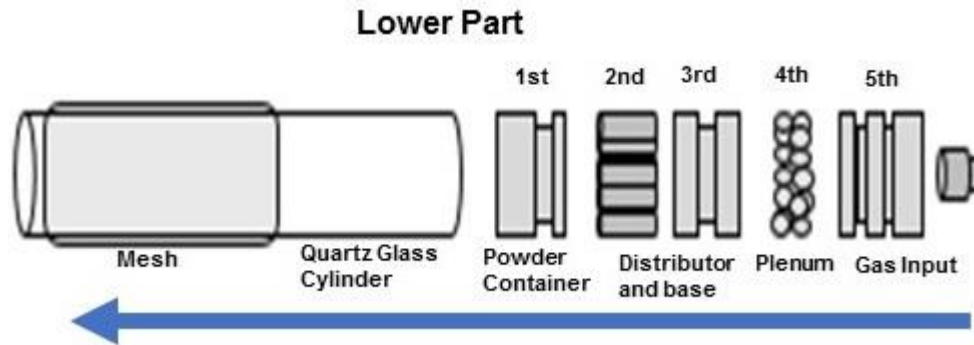 Lower Part
1st 2nd 3rd 4th 5th
Mesh
Quartz Glass
Cylinder
Powder
Container
Distributor
and base
Plenum
Gas Input